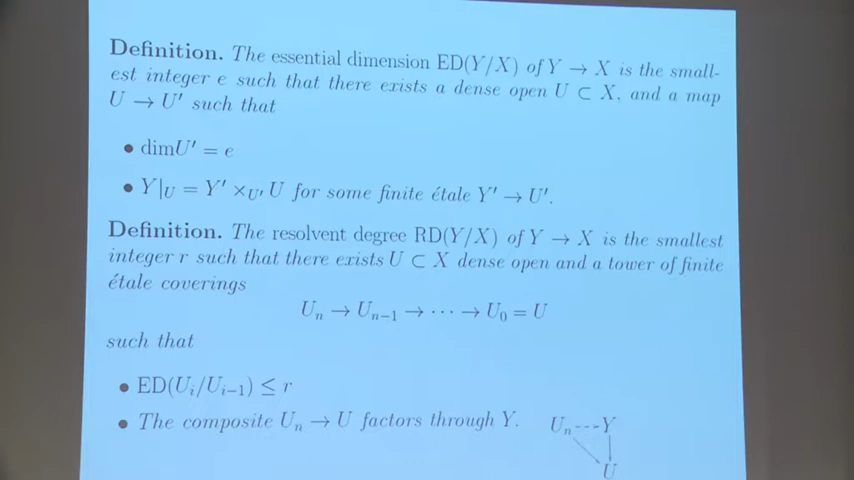 Definition. The essential dimension ED(Y/X) of Y → X is the small-
est integer e such that there exists a dense open U ⊂ X, and a map
U → U′ such that
• dimU′ = e
• Y|_U = Y′ ×_{U′} U for some finite étale Y′ → U′.
Definition. The resolvent degree RD(Y/X) of Y → X is the smallest
integer r such that there exists U ⊂ X dense open and a tower of finite
étale coverings
U_n → U_{n−1} → ⋯ → U_0 = U
such that
• ED(U_i/U_{i−1}) ≤ r
• The composite U_n → U factors through Y.
U_n - - - Y
U